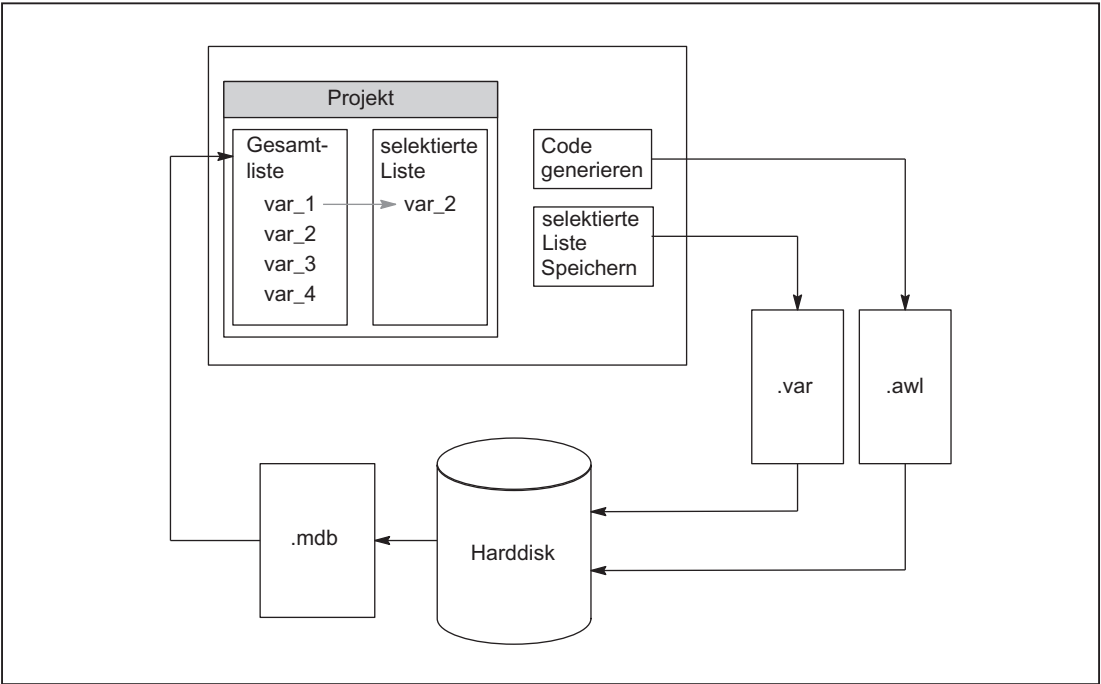 Projekt
Gesamt-
liste
var_1
var_2
var_3
var_4
selektierte
Liste
var_2
Code
generieren
selektierte
Liste
Speichern
.var
.awl
.mdb
Harddisk